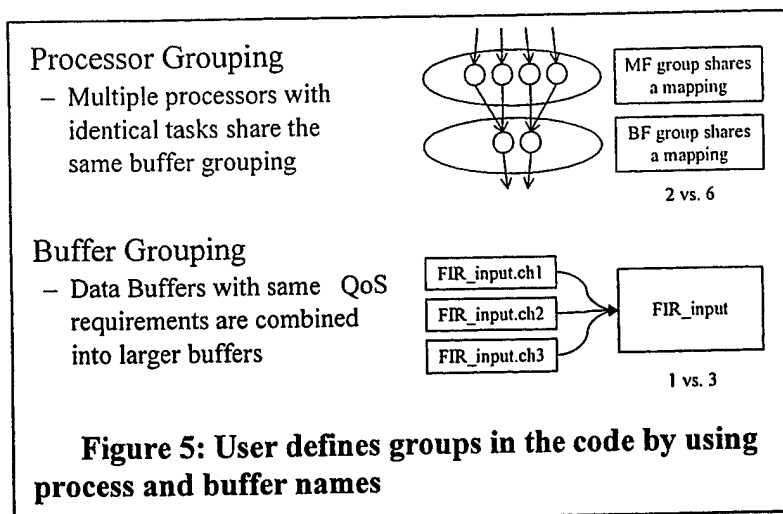 Processor Grouping
– Multiple processors with
identical tasks share the
same buffer grouping
MF group shares
a mapping
BF group shares
a mapping
2 vs. 6
Buffer Grouping
– Data Buffers with same QoS
requirements are combined
into larger buffers
FIR_input.ch1
FIR_input.ch2
FIR_input.ch3
FIR_input
1 vs. 3
Figure 5: User defines groups in the code by using
process and buffer names